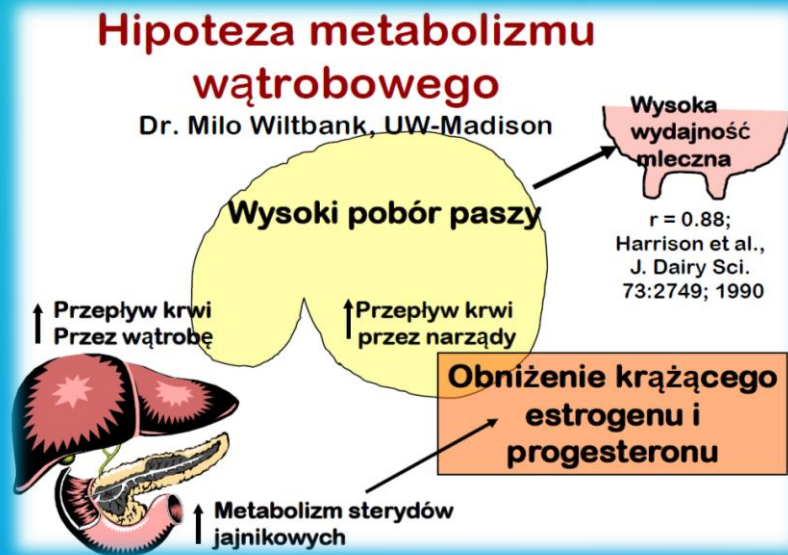 Hipoteza metabolizmu
wątrobowego
Dr. Milo Wiltbank, UW-Madison
Wysoka
wydajność
mleczna
Wysoki pobór paszy
r = 0.88;
Harrison et al.,
J. Dairy Sci.
73:2749; 1990
Przepływ krwi
Przez wątrobę
Przepływ krwi
przez narządy
Obniżenie krążącego
estrogenu i
progesteronu
Metabolizm sterydów
jajnikowych